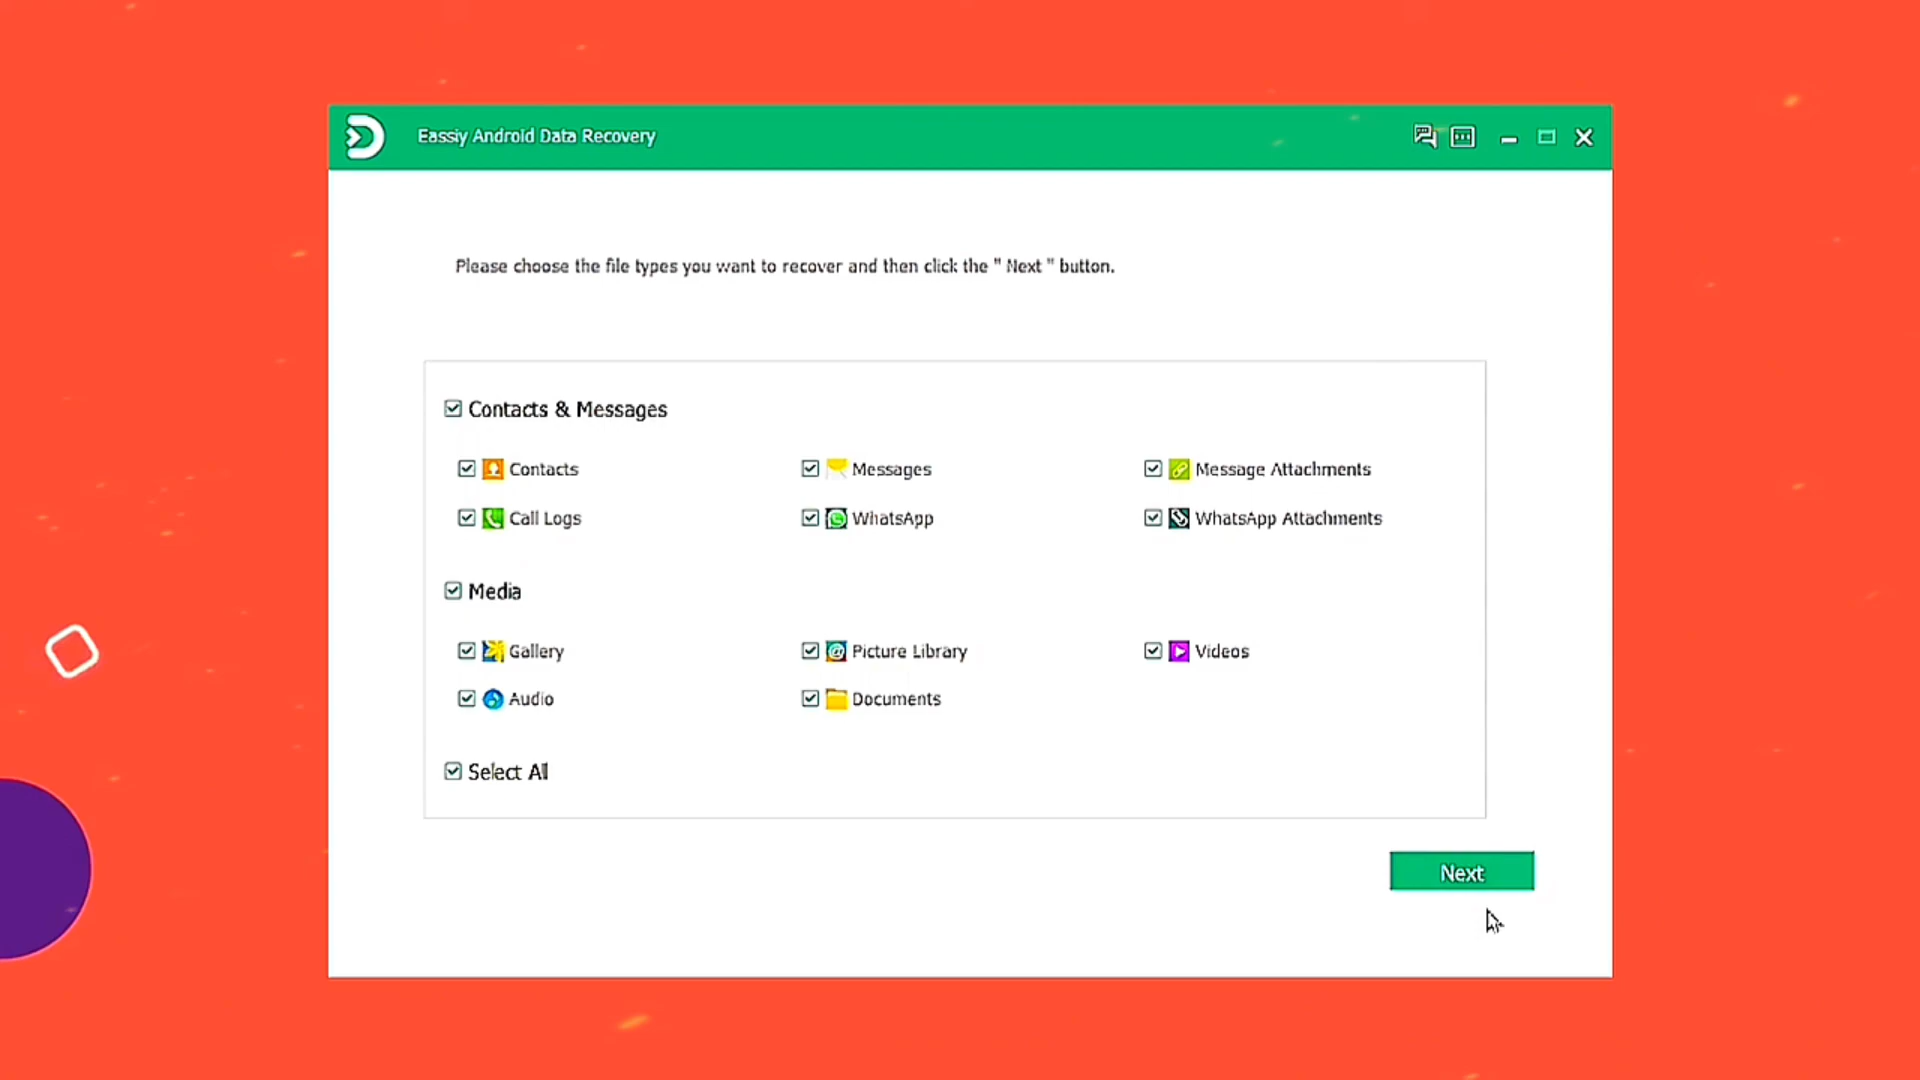 Eassiy Android Data Recovery
Please choose the file types you want to recover and then click the " Next " button.
Contacts & Messages
Contacts
Messages
Message Attachments
Call Logs
WhatsApp
WhatsApp Attachments
Media
Gallery
Picture Library
Videos
Audio
Documents
Select All
Next